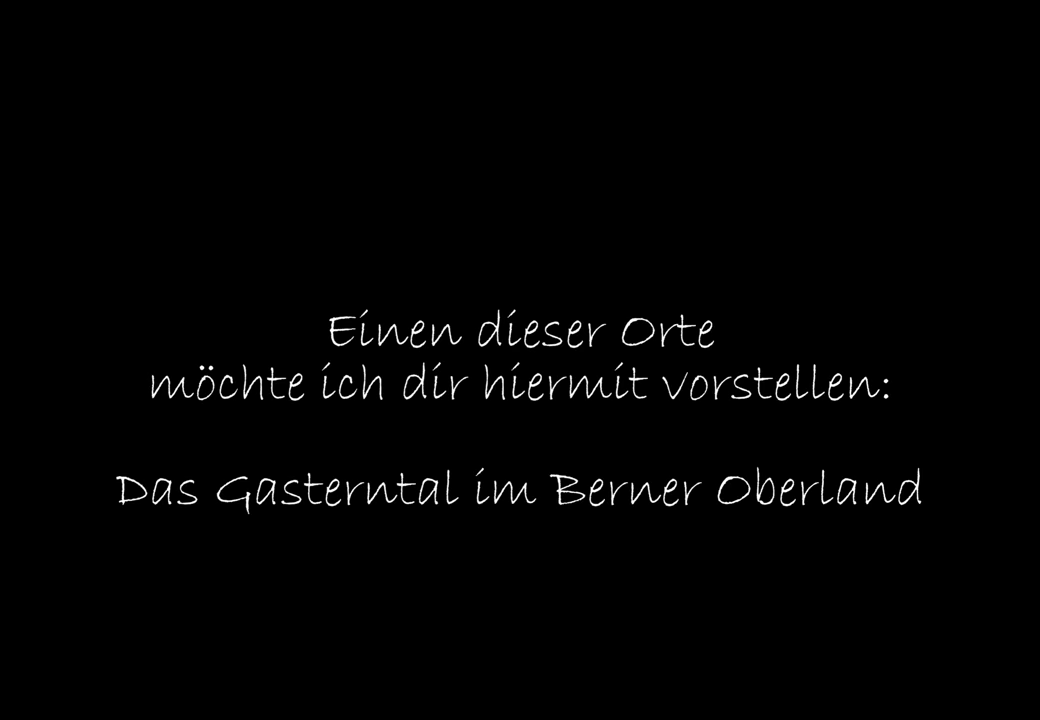 Einen dieser Orte
möchte ich dir hiermit vorstellen:
Das Gasterntal im Berner Oberland